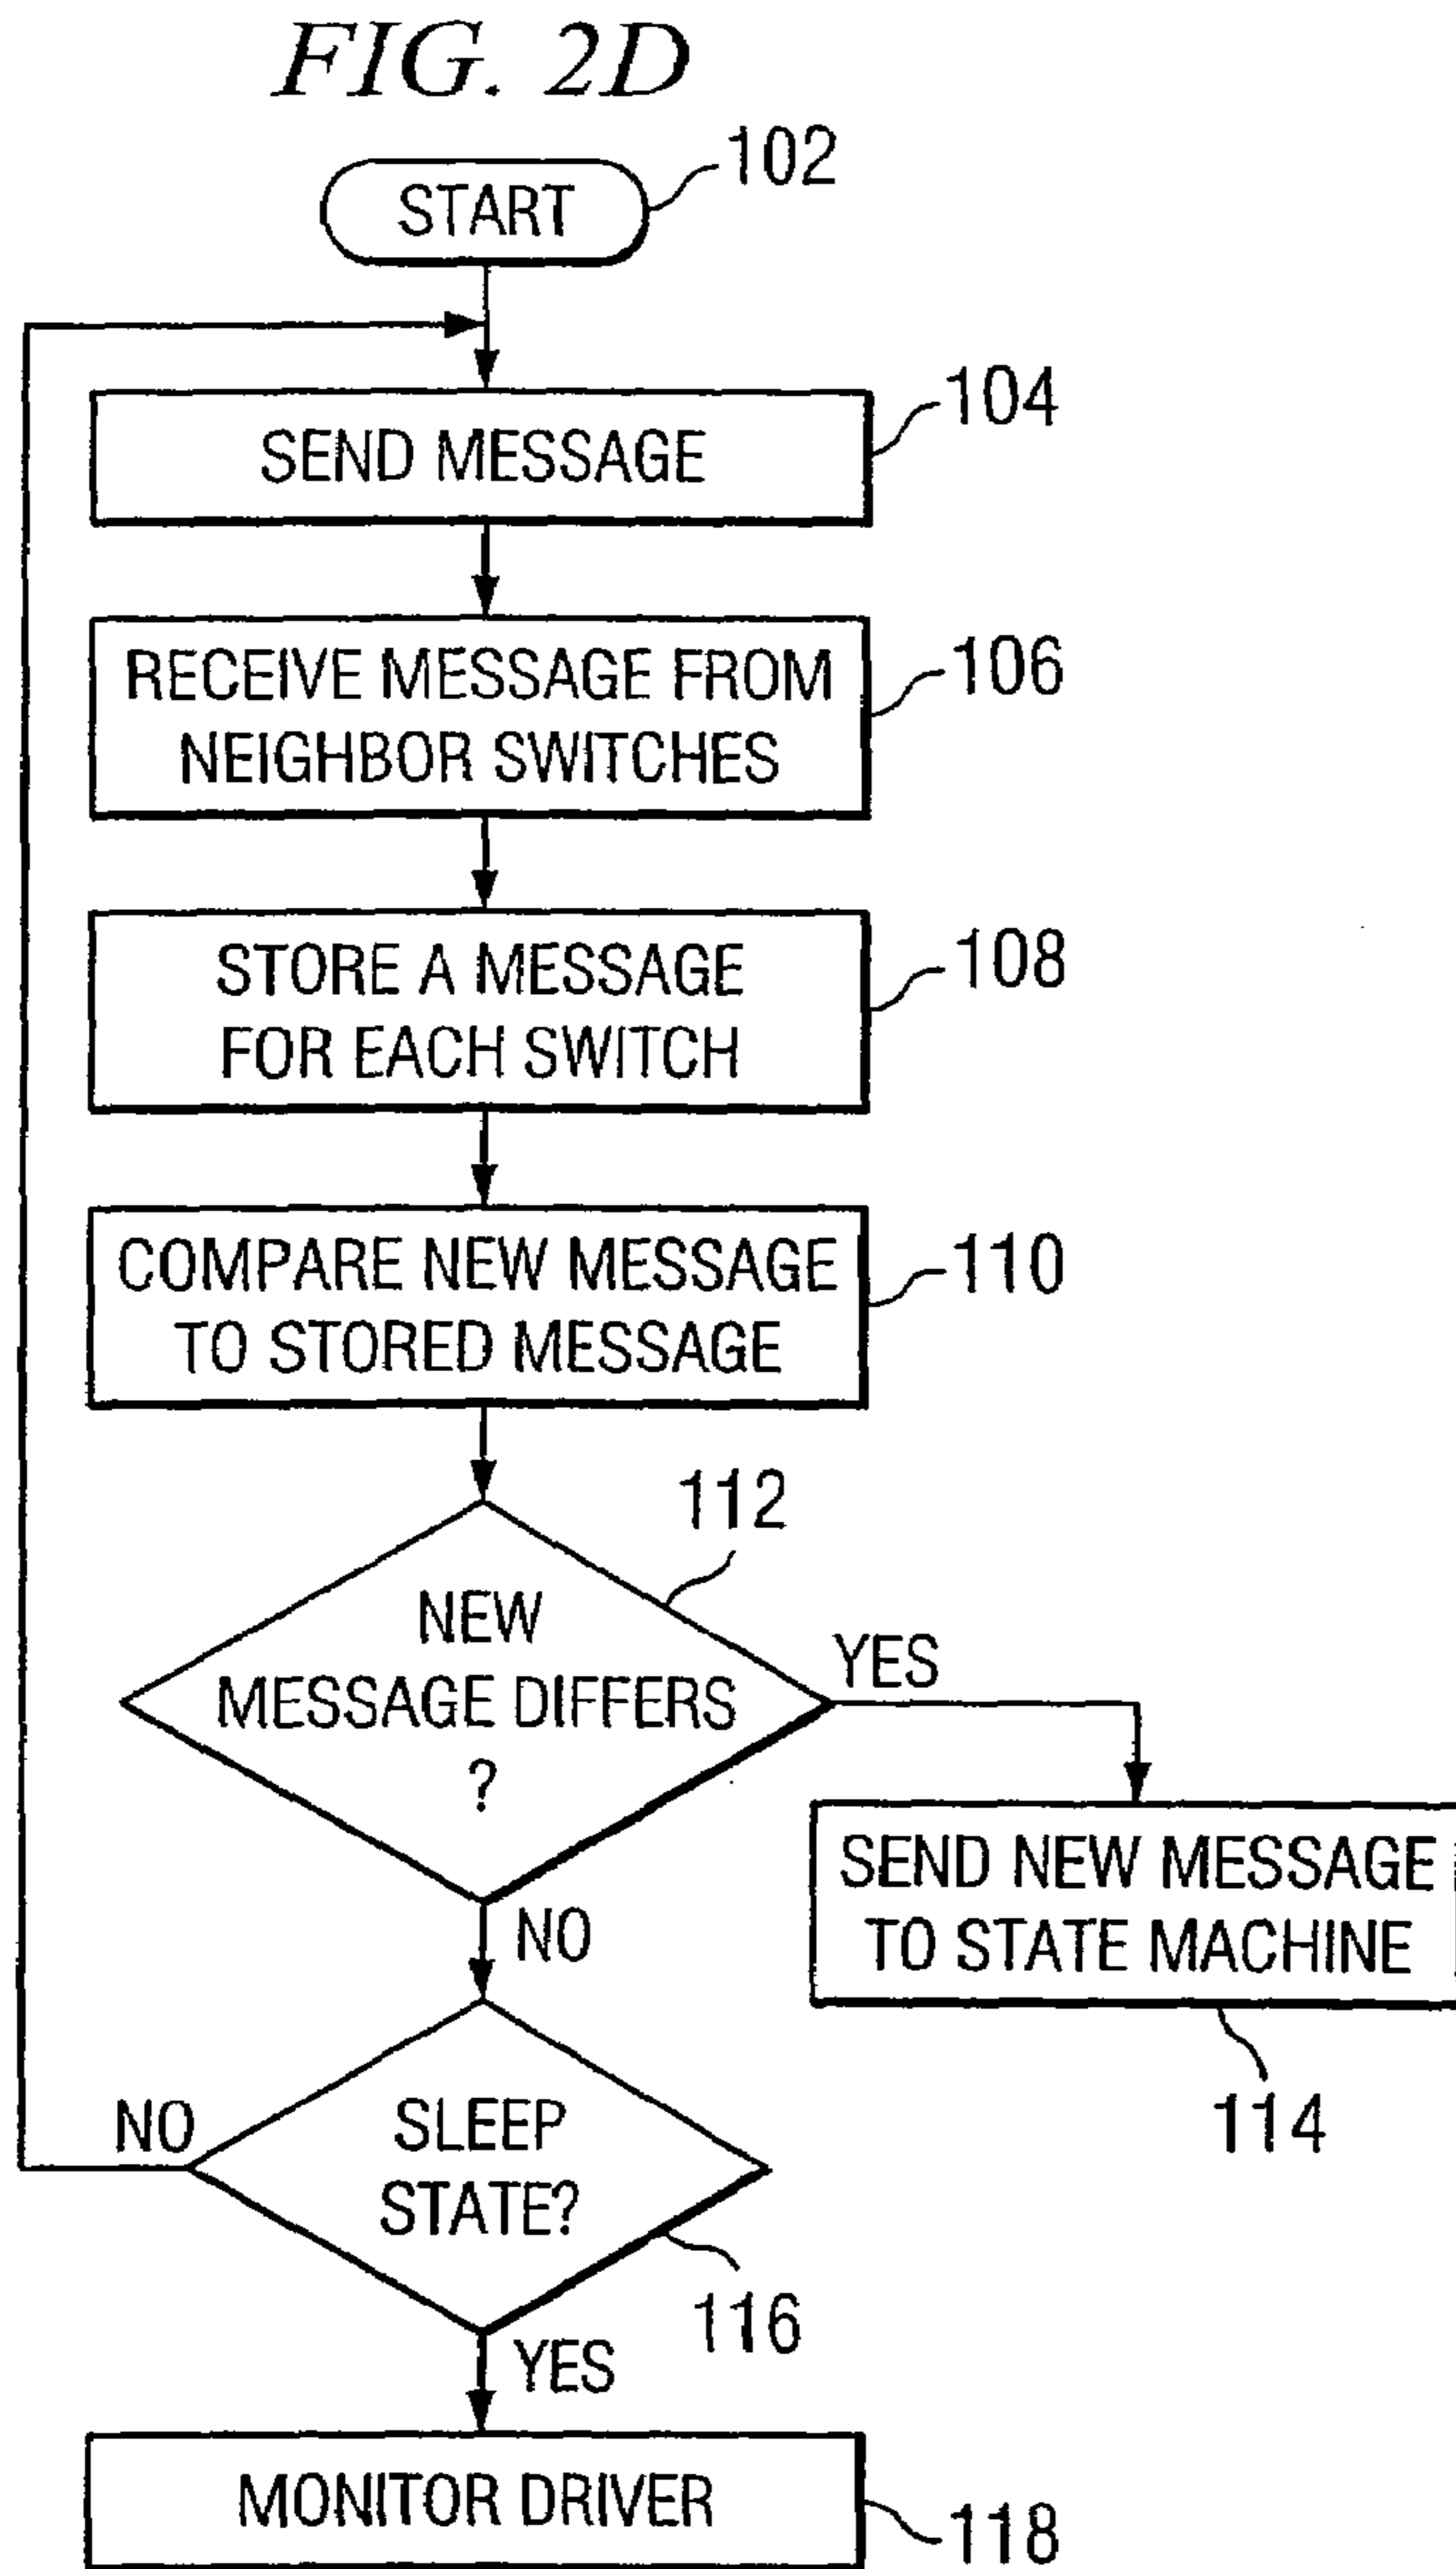 FIG. 2D
START
102
SEND MESSAGE
104
RECEIVE MESSAGE FROM
NEIGHBOR SWITCHES
106
STORE A MESSAGE
FOR EACH SWITCH
108
COMPARE NEW MESSAGE
TO STORED MESSAGE
110
112
NEW
MESSAGE DIFFERS
?
YES
SEND NEW MESSAGE
TO STATE MACHINE
114
NO
SLEEP
STATE?
NO
116
YES
MONITOR DRIVER
118